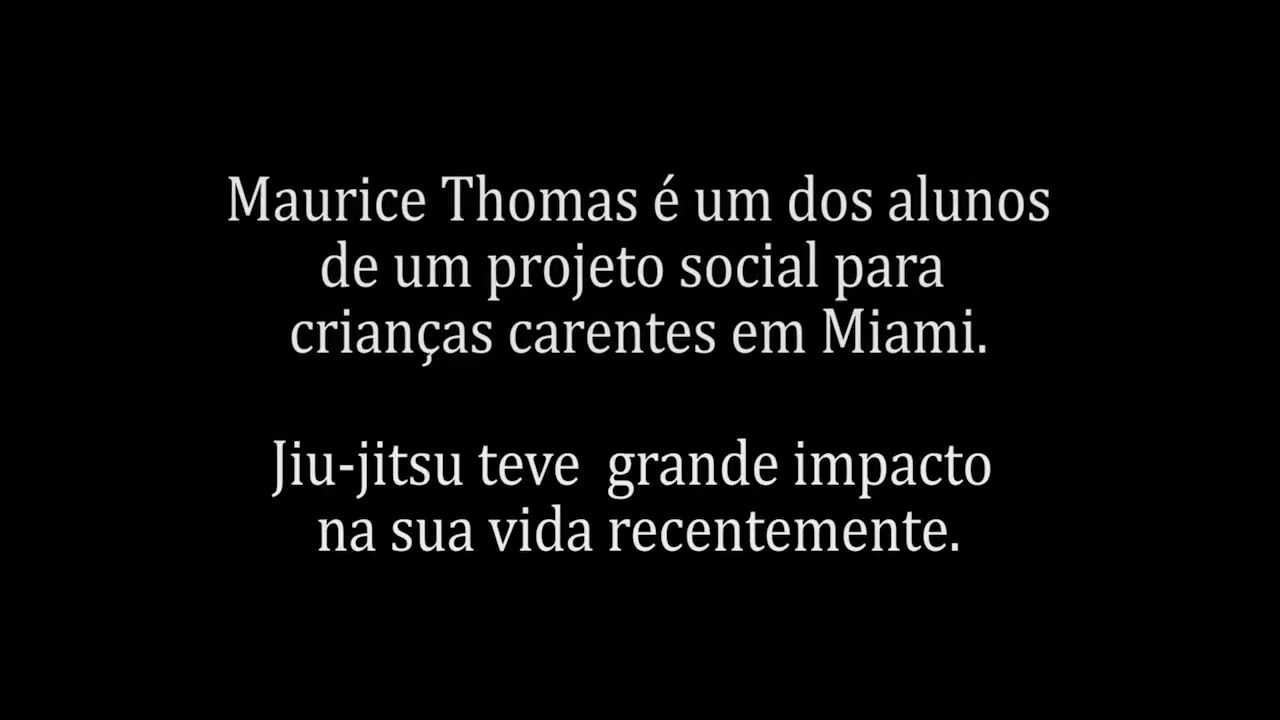 Maurice Thomas é um dos alunos
de um projeto social para
crianças carentes em Miami.
Jiu-jitsu teve  grande impacto
na sua vida recentemente.